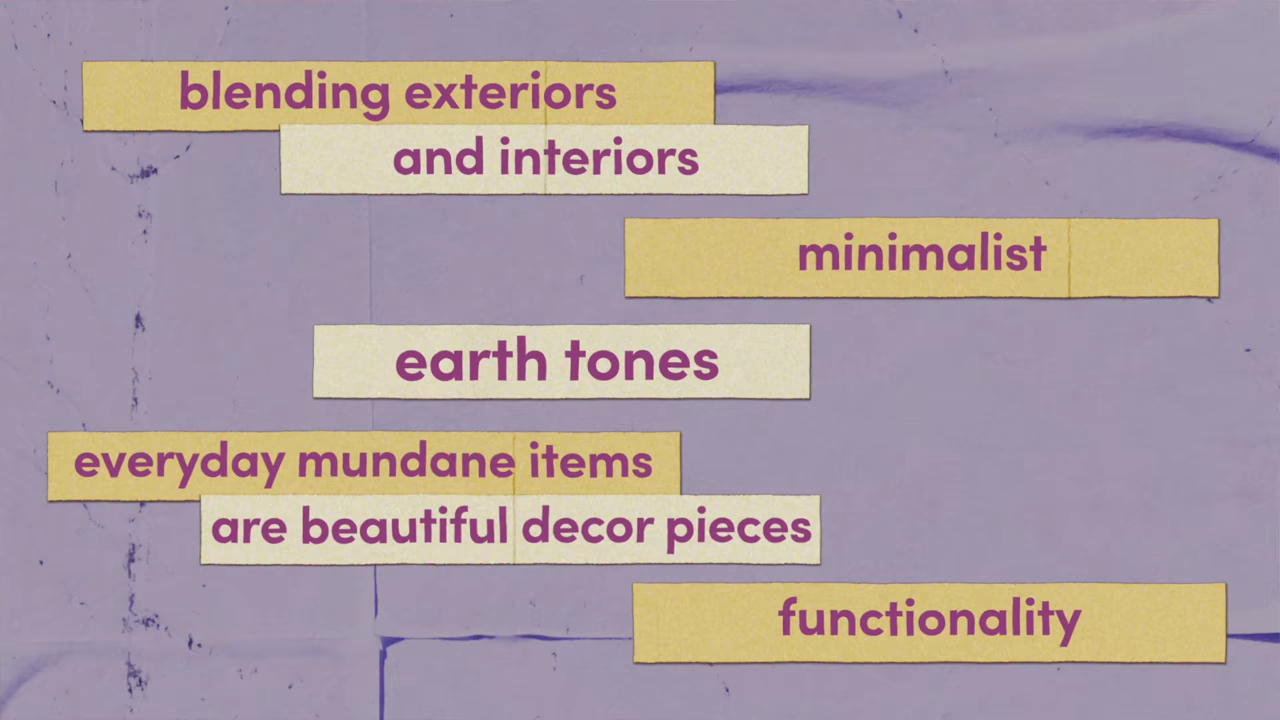 blending exteriors
and interiors
minimalist
earth tones
everyday mundane items
are beautiful decor pieces
functionality